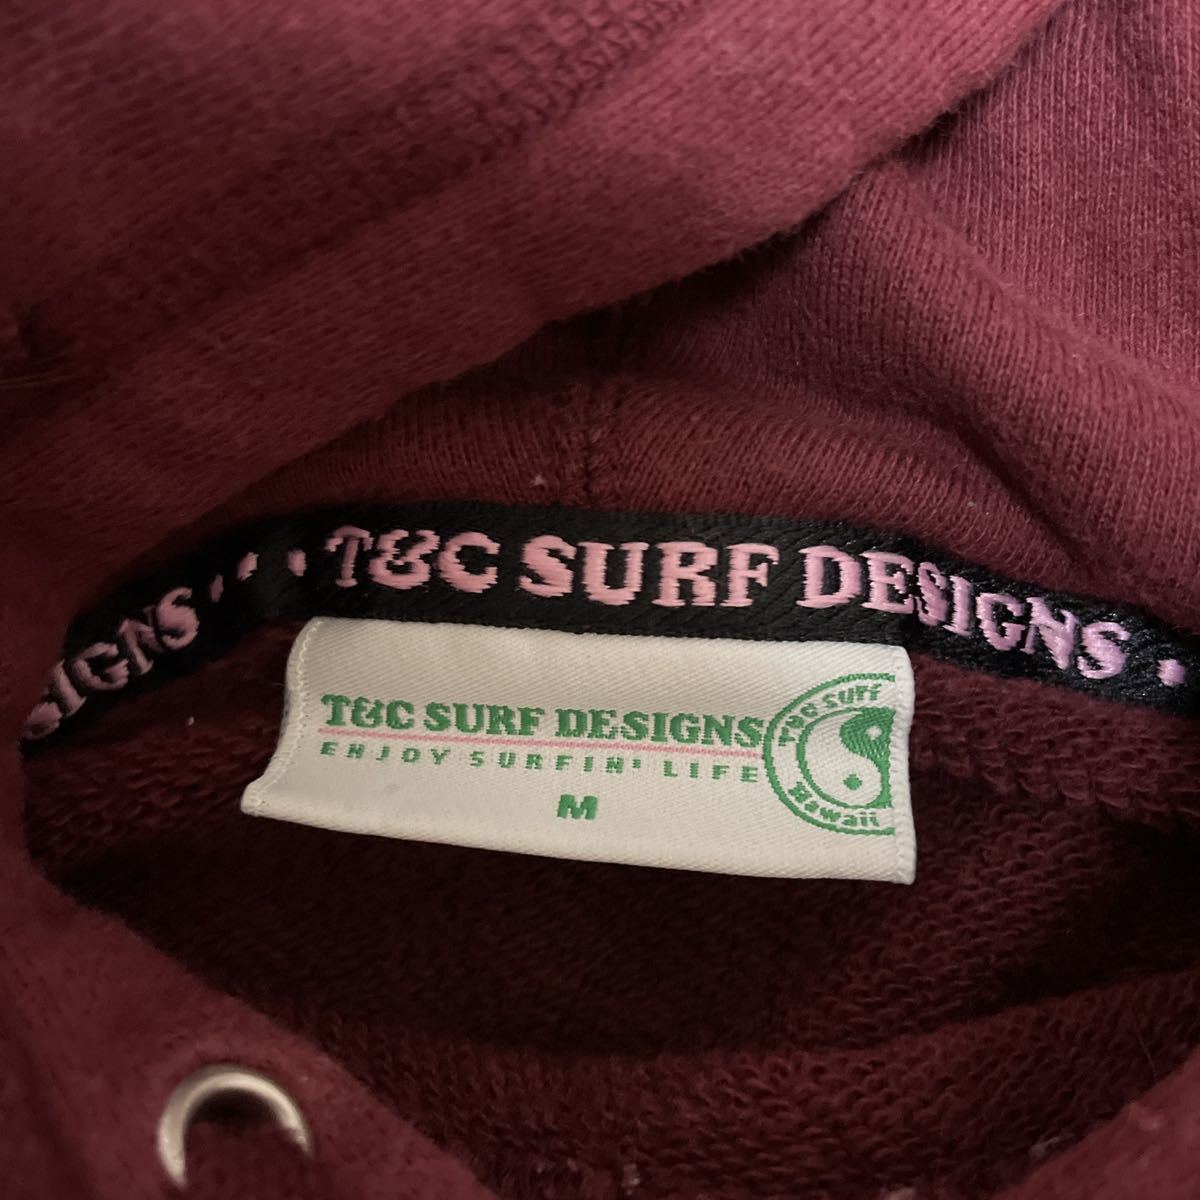 SIGNS • • • T&C SURF DESIGNS •
T&C SURF DESIGNS
ENJOY SURFIN' LIFE
M
T&C SURF
Hawaii